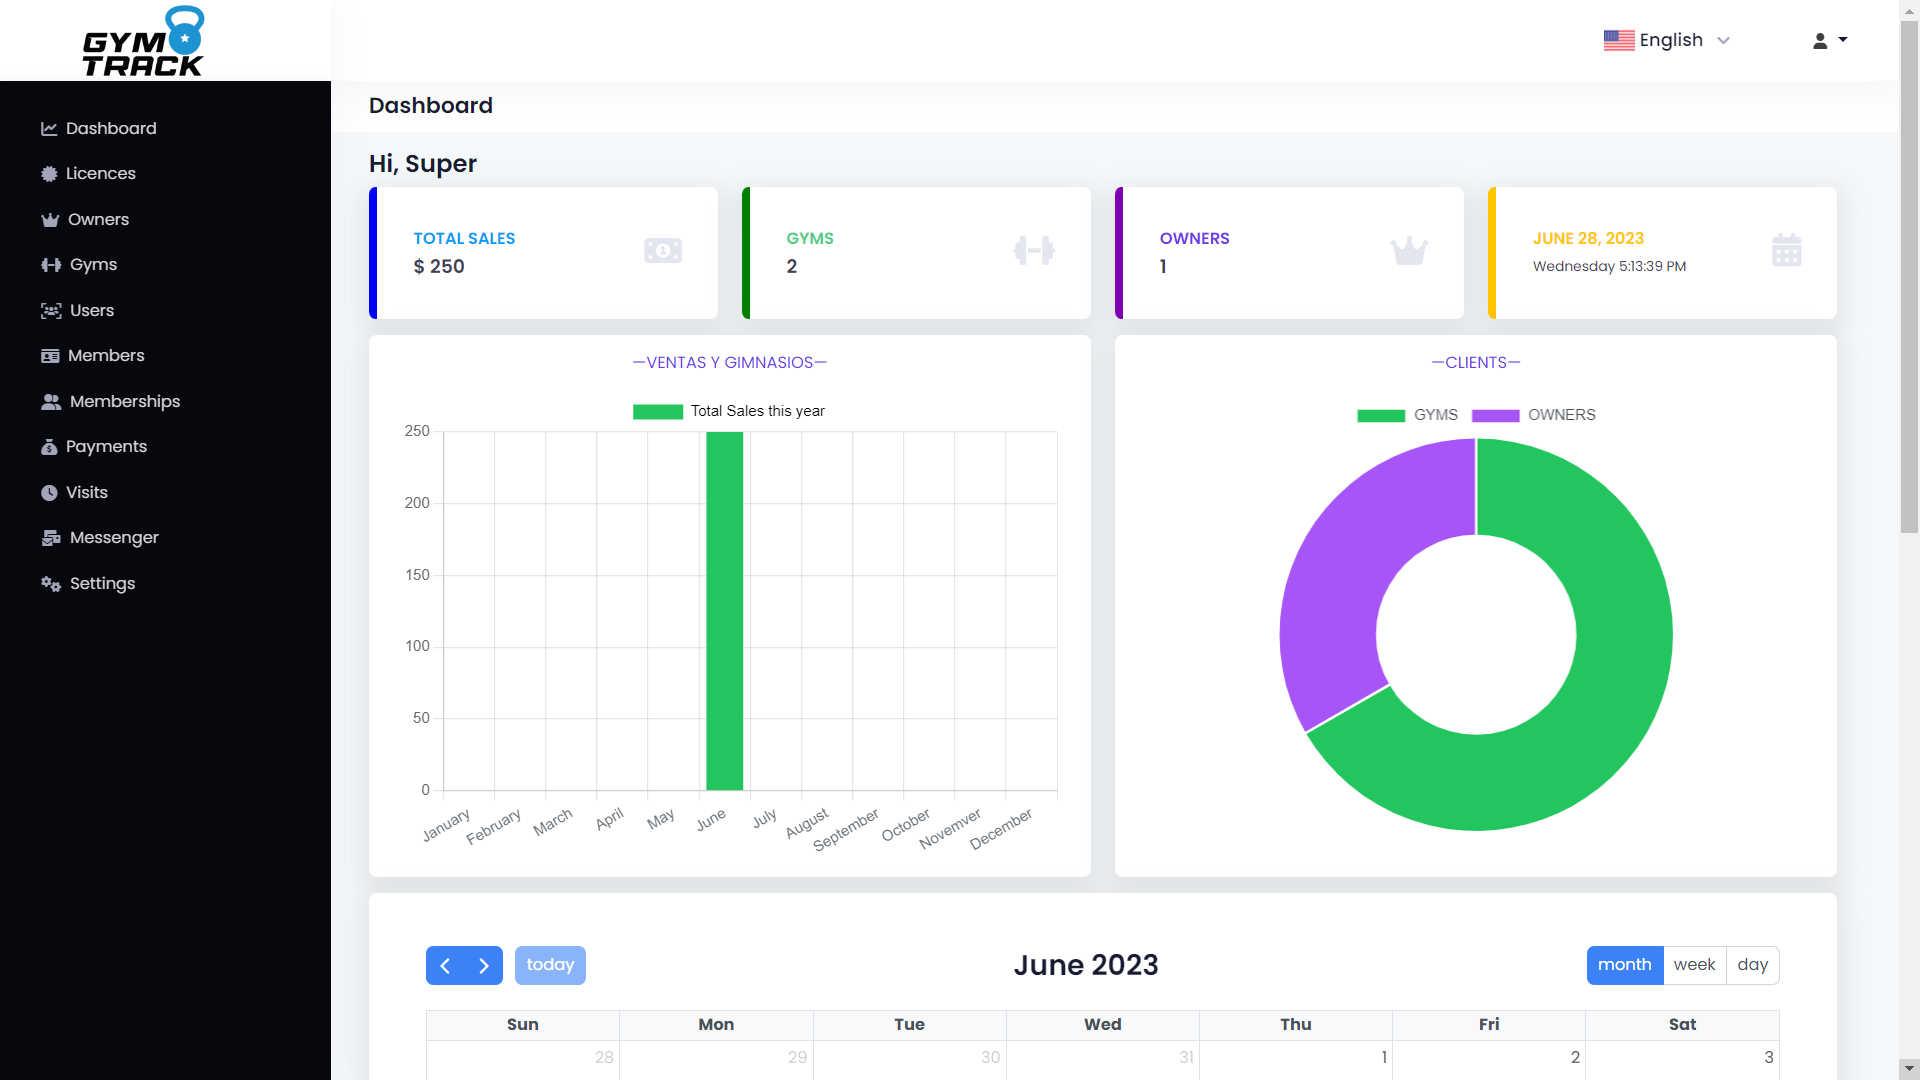 GYM
TRACK
English
Dashboard
Dashboard
Licences
Owners
Gyms
Users
Members
Memberships
Payments
Visits
Messenger
Settings
Hi, Super
TOTAL SALES
$ 250
GYMS
2
OWNERS
1
JUNE 28, 2023
Wednesday 5:13:39 PM
—VENTAS Y GIMNASIOS—
Total Sales this year
250
200
150
100
50
0
January
February
March
April
May
June
July
August
September
October
Novemver
December
—CLIENTS—
GYMS OWNERS
today
June 2023
month week day
Sun Mon Tue Wed Thu Fri Sat
28 29 30 31 1 2 3